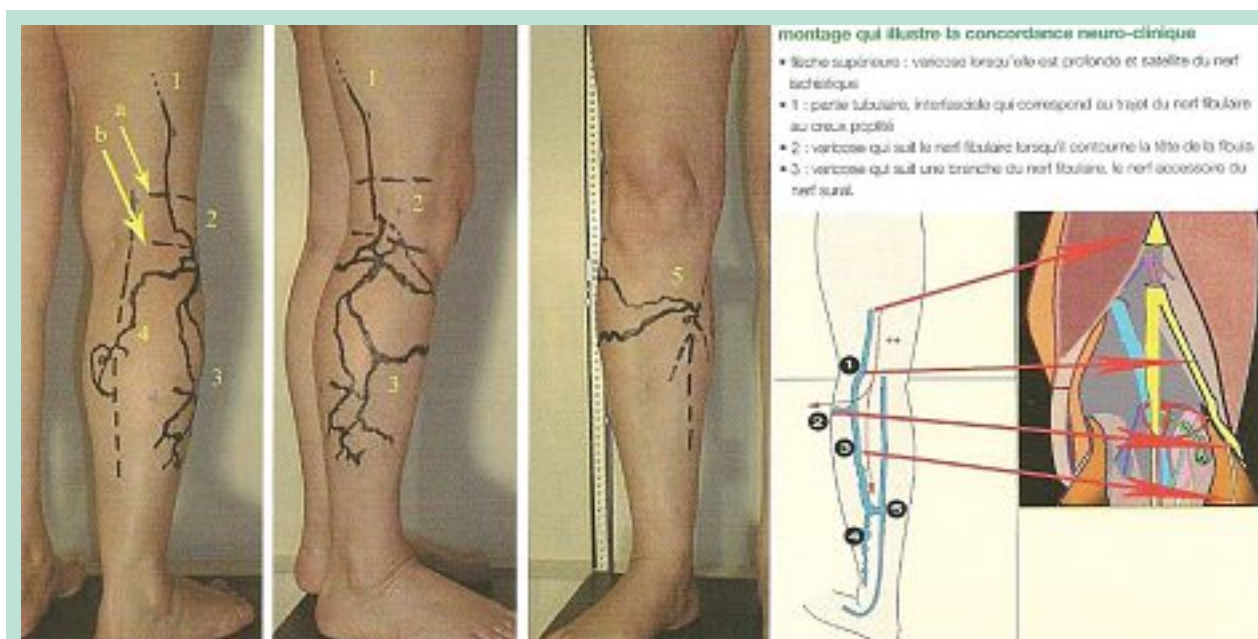 1
a
b
2
4
3
1
2
3
5
montage qui illustre la concordance neuro-clinique
• flèche supérieure : varicose lorsqu'elle est profonde et satellite du nerf
ischiatique
• 1 : partie tubulaire, interfasciale qui correspond au trajet du nerf fibulaire
au creux poplité
• 2 : varicose qui suit le nerf fibulaire lorsqu'il contourne la tête de la fibula
• 3 : varicose qui suit une branche du nerf fibulaire, le nerf accessoire du
nerf sural.
1
2
3
5
4